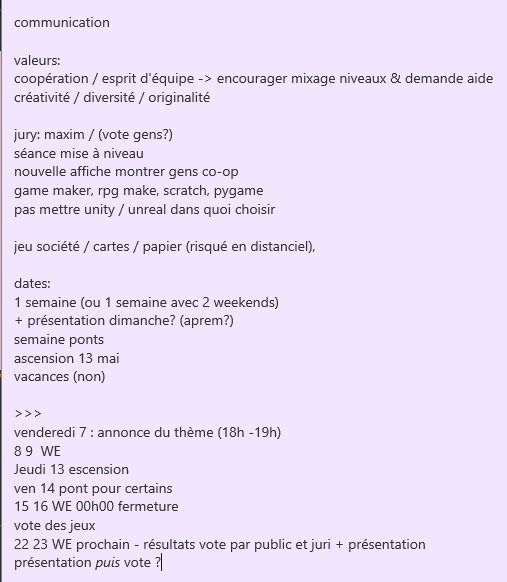 communication
valeurs:
coopération / esprit d'équipe -> encourager mixage niveaux & demande aide
créativité / diversité / originalité
jury: maxim / (vote gens?)
séance mise à niveau
nouvelle affiche montrer gens co-op
game maker, rpg make, scratch, pygame
pas mettre unity / unreal dans quoi choisir
jeu société / cartes / papier (risqué en distanciel),
dates:
1 semaine (ou 1 semaine avec 2 weekends)
+ présentation dimanche? (aprem?)
semaine ponts
ascension 13 mai
vacances (non)
>>>
venderedi 7 : annonce du thème (18h -19h)
8 9  WE
Jeudi 13 escension
ven 14 pont pour certains
15 16 WE 00h00 fermeture
vote des jeux
22 23 WE prochain - résultats vote par public et juri + présentation
présentation puis vote ?